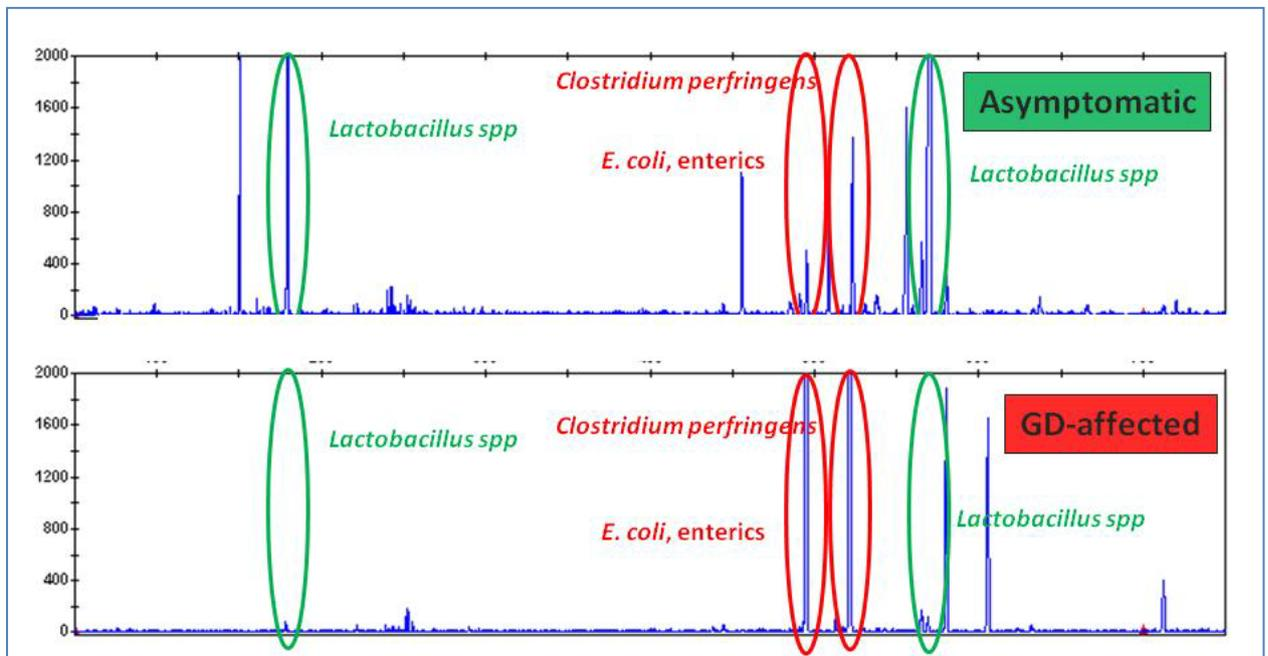 2000
Clostridium perfringens
Asymptomatic
1600
Lactobacillus spp
1200
E. coli, enterics
Lactobacillus spp
800
400
0
2000
Clostridium perfringens
GD-affected
1600
Lactobacillus spp
1200
E. coli, enterics
Lactobacillus spp
800
400
0